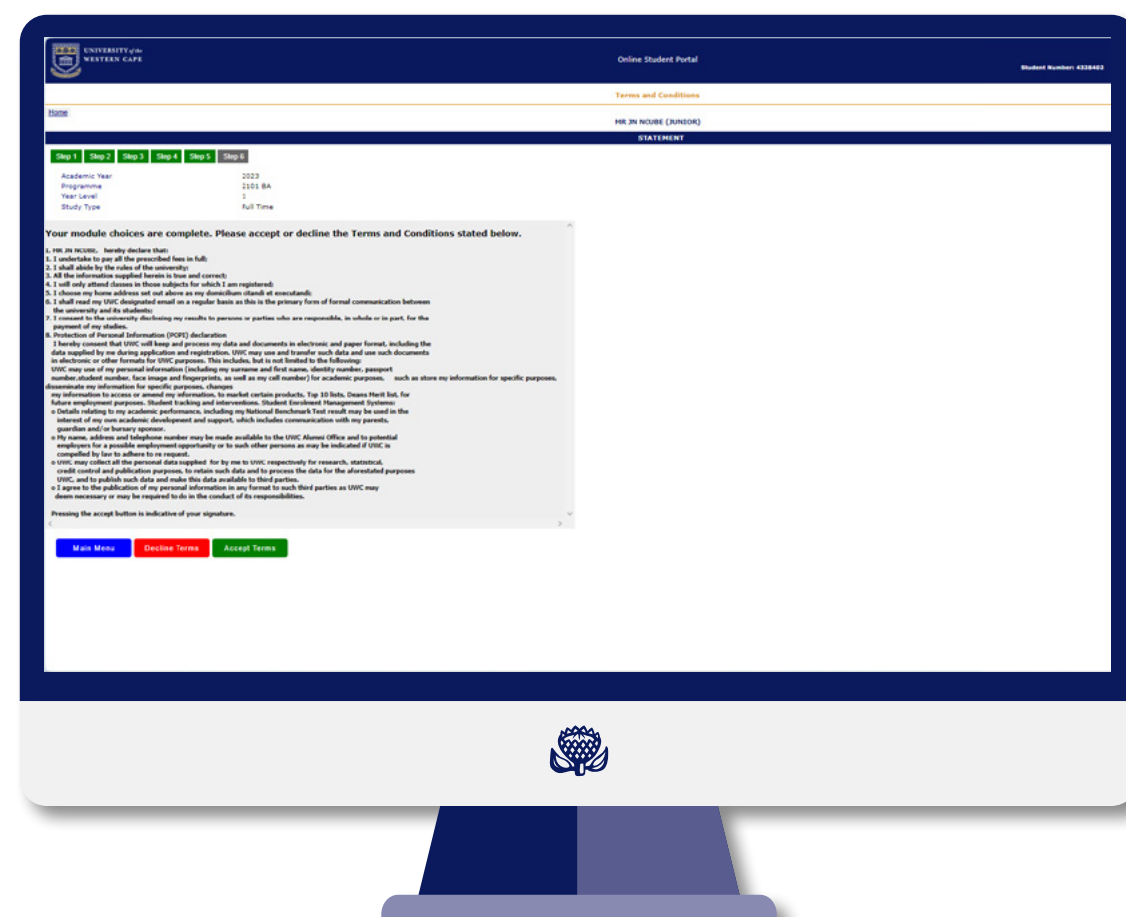 UNIVERSITY of the
WESTERN CAPE
Online Student Portal
Student Number: 4338403
Terms and Conditions
Home
MR JN NCUBE (JUNIOR)
STATEMENT
Step 1 Step 2 Step 3 Step 4 Step 5 Step 6
Academic Year 2023
Programme 2101 BA
Year Level 1
Study Type Full Time
Your module choices are complete. Please accept or decline the Terms and Conditions stated below.
I, MR JN NCUBE, hereby declare that:
1. I undertake to pay all the prescribed fees in full;
2. I shall abide by the rules of the university;
3. All the information supplied herein is true and correct;
4. I will only attend classes in those subjects for which I am registered;
5. I choose my home address set out above as my domicilium citandi et executandi;
6. I shall read my UWC designated email on a regular basis as this is the primary form of formal communication between
the university and its students;
7. I consent to the university disclosing my results to persons or parties who are responsible, in whole or in part, for the
payment of my studies.
8. Protection of Personal Information (POPI) declaration
I hereby consent that UWC will keep and process my data and documents in electronic and paper format, including the
data supplied by me during application and registration. UWC may use and transfer such data and use such documents
in electronic or other formats for UWC purposes. This includes, but is not limited to the following:
UWC may use of my personal information (including my surname and first name, identity number, passport
number,student number, face image and fingerprints, as well as my cell number) for academic purposes, such as store my information for specific purposes,
disseminate my information for specific purposes, changes
my information to access or amend my information, to market certain products, Top 10 lists, Deans Merit list, for
future employment purposes. Student tracking and interventions. Student Enrolment Management Systems:
o Details relating to my academic performance, including my National Benchmark Test result may be used in the
interest of my own academic development and support, which includes communication with my parents,
guardian and/or bursary sponsor.
o My name, address and telephone number may be made available to the UWC Alumni Office and to potential
employers for a possible employment opportunity or to such other persons as may be indicated if UWC is
compelled by law to adhere to re request.
o UWC may collect all the personal data supplied for by me to UWC respectively for research, statistical,
credit control and publication purposes, to retain such data and to process the data for the aforestated purposes
UWC, and to publish such data and make this data available to third parties.
o I agree to the publication of my personal information in any format to such third parties as UWC may
deem necessary or may be required to do in the conduct of its responsibilities.
Pressing the accept button is indicative of your signature.
Main Menu Decline Terms Accept Terms